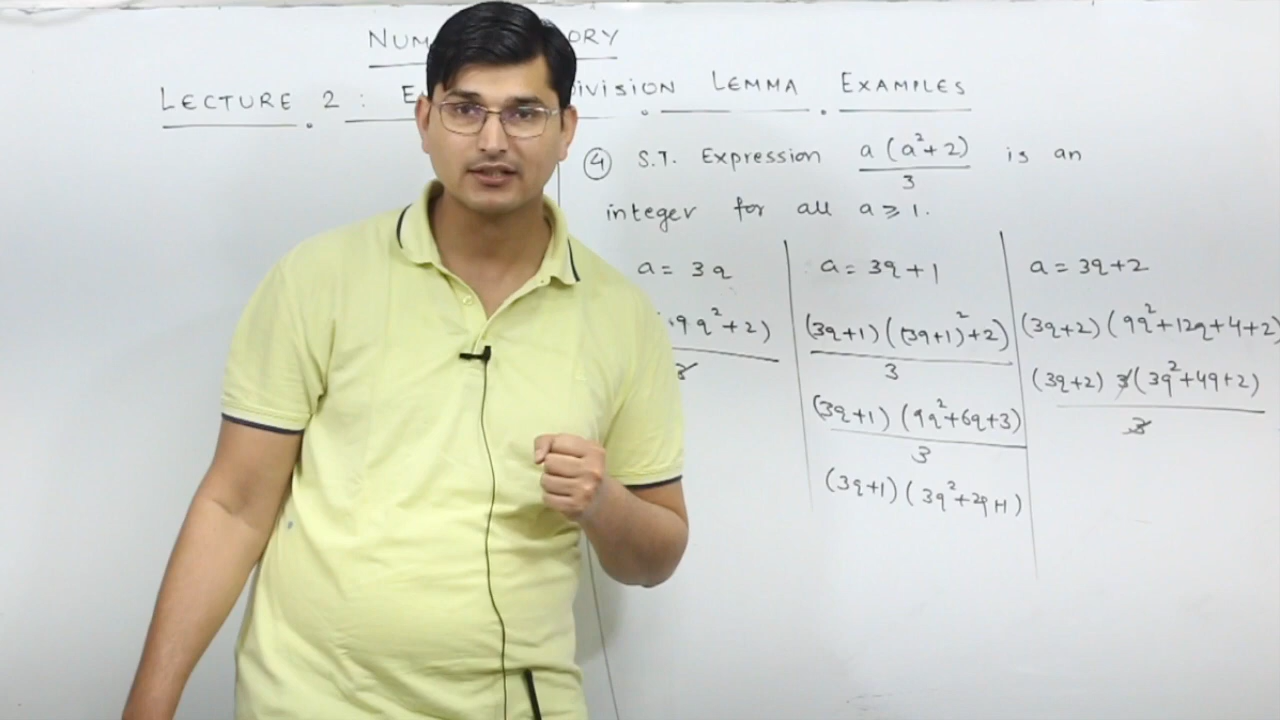 LECTURE 2 : DIVISION LEMMA EXAMPLES
④ S.T. Expression a(a²+2)/3 is an
integer for all a ≥ 1.
a = 3q
9q²+2)
3
a = 3q+1
(3q+1)((3q+1)²+2)
3
(3q+1)(9q²+6q+3)
3
(3q+1)(3q²+2q+1)
a = 3q+2
(3q+2)(9q²+12q+4+2)
(3q+2) 3(3q²+4q+2)
3